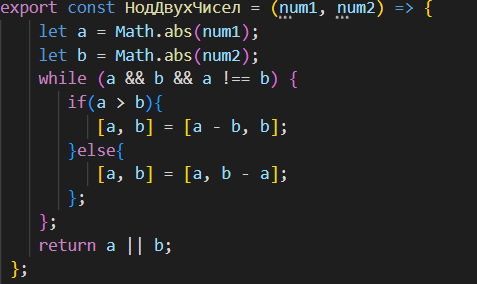 export const НодДвухЧисел = (num1, num2) => {
let a = Math.abs(num1);
let b = Math.abs(num2);
while (a && b && a !== b) {
if(a > b){
[a, b] = [a - b, b];
}else{
[a, b] = [a, b - a];
};
};
return a || b;
};